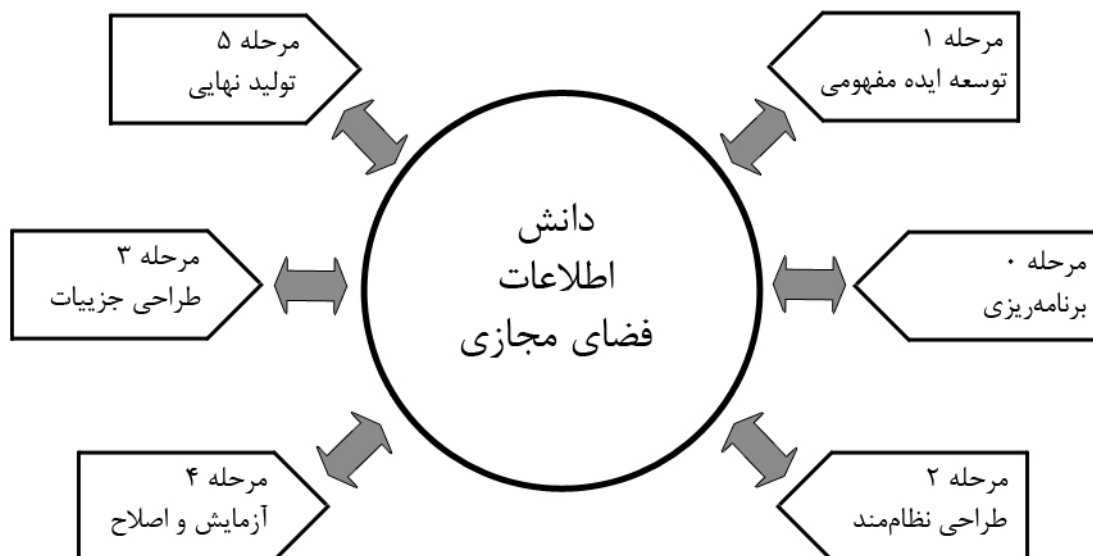 مرحله ۱
توسعه ایده مفهومی
مرحله ۵
تولید نهایی
دانش
اطلاعات
فضای مجازی
مرحله ۰
برنامه‌ریزی
مرحله ۳
طراحی جزییات
مرحله ۲
طراحی نظام‌مند
مرحله ۴
آزمایش و اصلاح